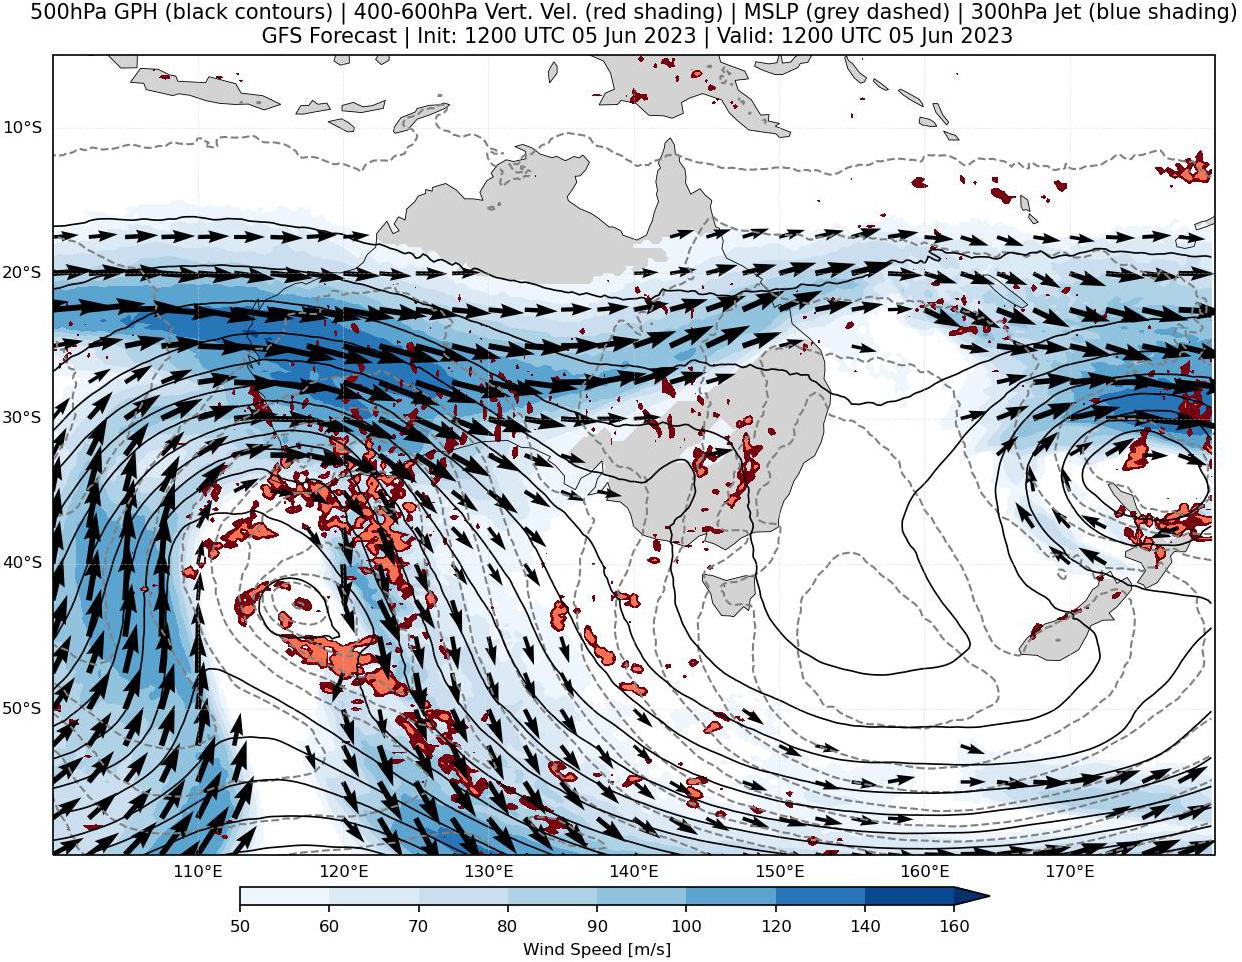 500hPa GPH (black contours) | 400-600hPa Vert. Vel. (red shading) | MSLP (grey dashed) | 300hPa Jet (blue shading)
GFS Forecast | Init: 1200 UTC 05 Jun 2023 | Valid: 1200 UTC 05 Jun 2023
10°S
20°S
30°S
40°S
50°S
110°E 120°E 130°E 140°E 150°E 160°E 170°E
50 60 70 80 90 100 120 140 160
Wind Speed [m/s]